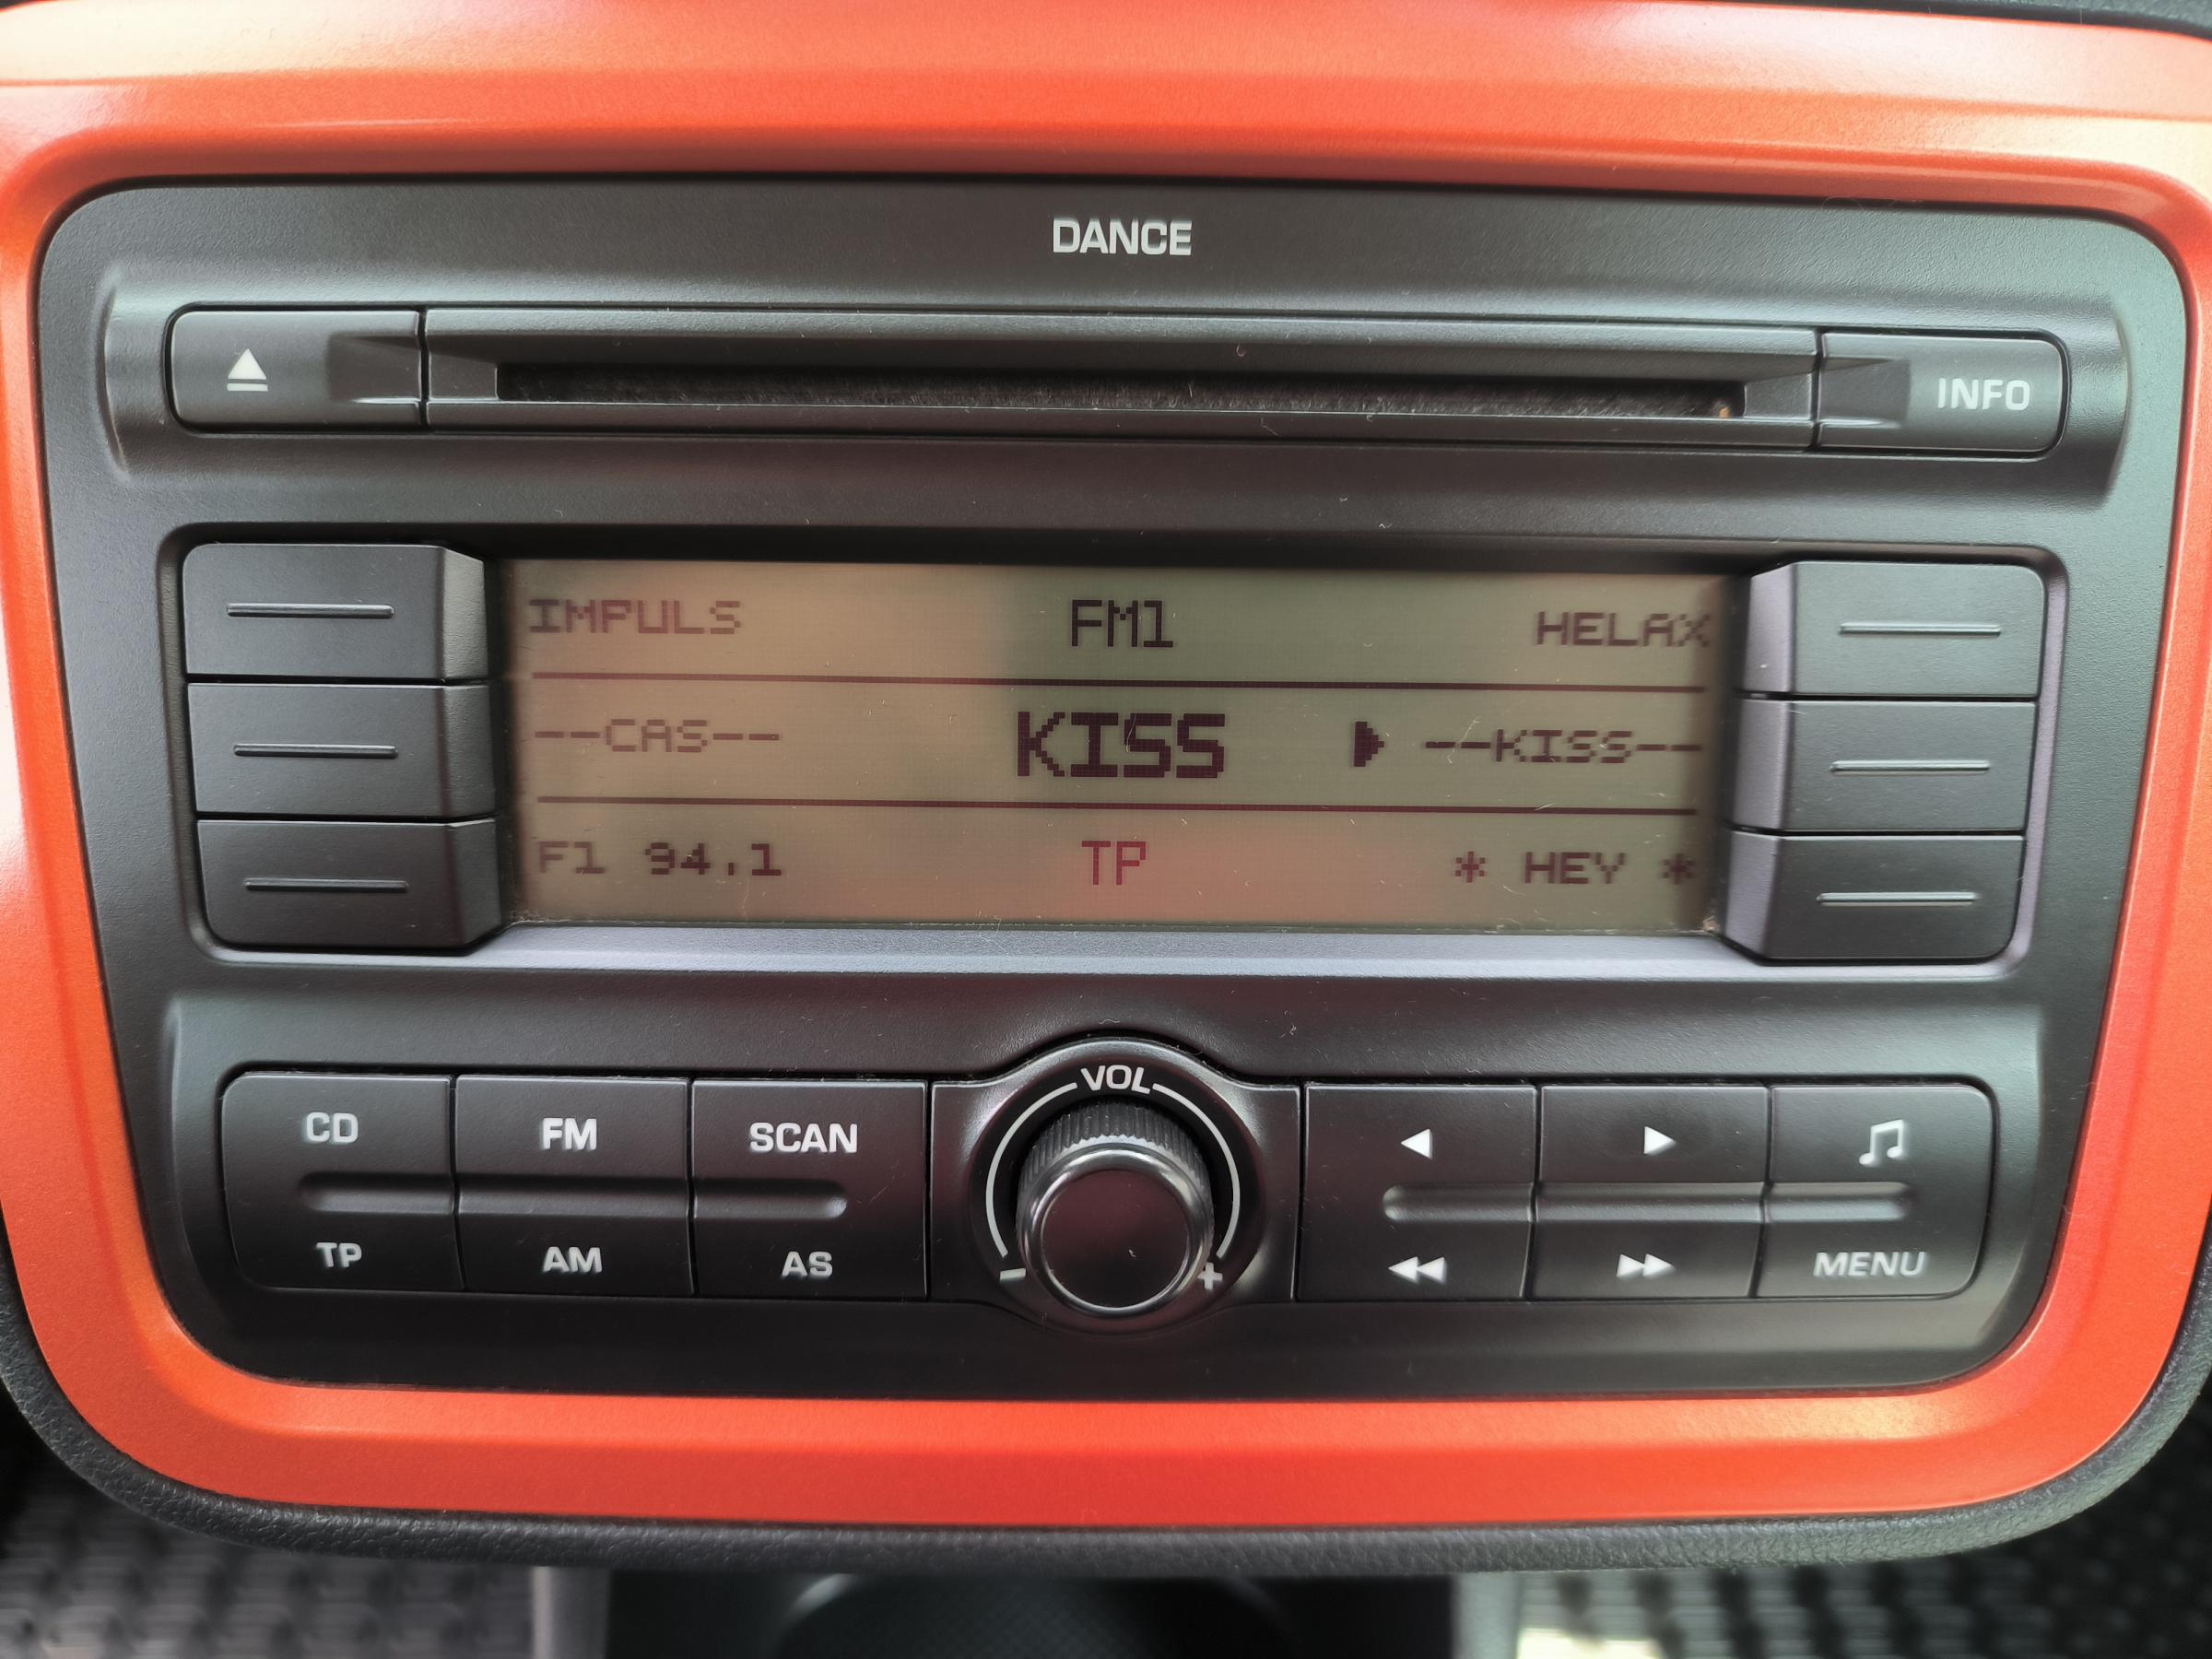 DANCE
INFO
IMPULS FM1 HELAX
--CAS-- KISS --KISS--
F1 94.1 TP * HEY *
VOL
CD FM SCAN
TP AM AS - + MENU